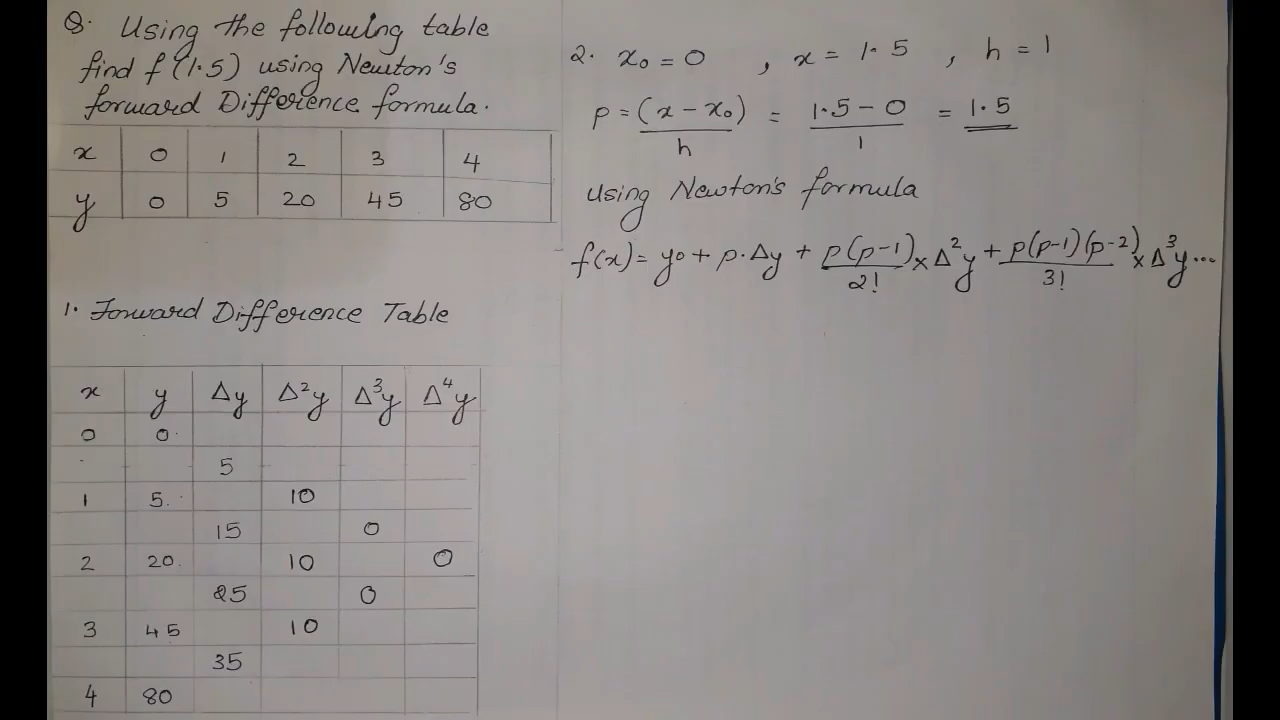 Q. Using the following table
find f(1.5) using Newton's
forward Difference formula.
x 0 1 2 3 4
y 0 5 20 45 80
1. Forward Difference Table
x y Δy Δ²y Δ³y Δ⁴y
0 0
5
1 5 10
15 0
2 20 10 0
25 0
3 45 10
35
4 80
2. x₀ = 0 , x = 1.5 , h = 1
p = (x - x₀)/h = (1.5 - 0)/1 = 1.5
using Newton's formula
f(x) = y₀ + p.Δy + p(p-1)/2! × Δ²y + p(p-1)(p-2)/3! × Δ³y...